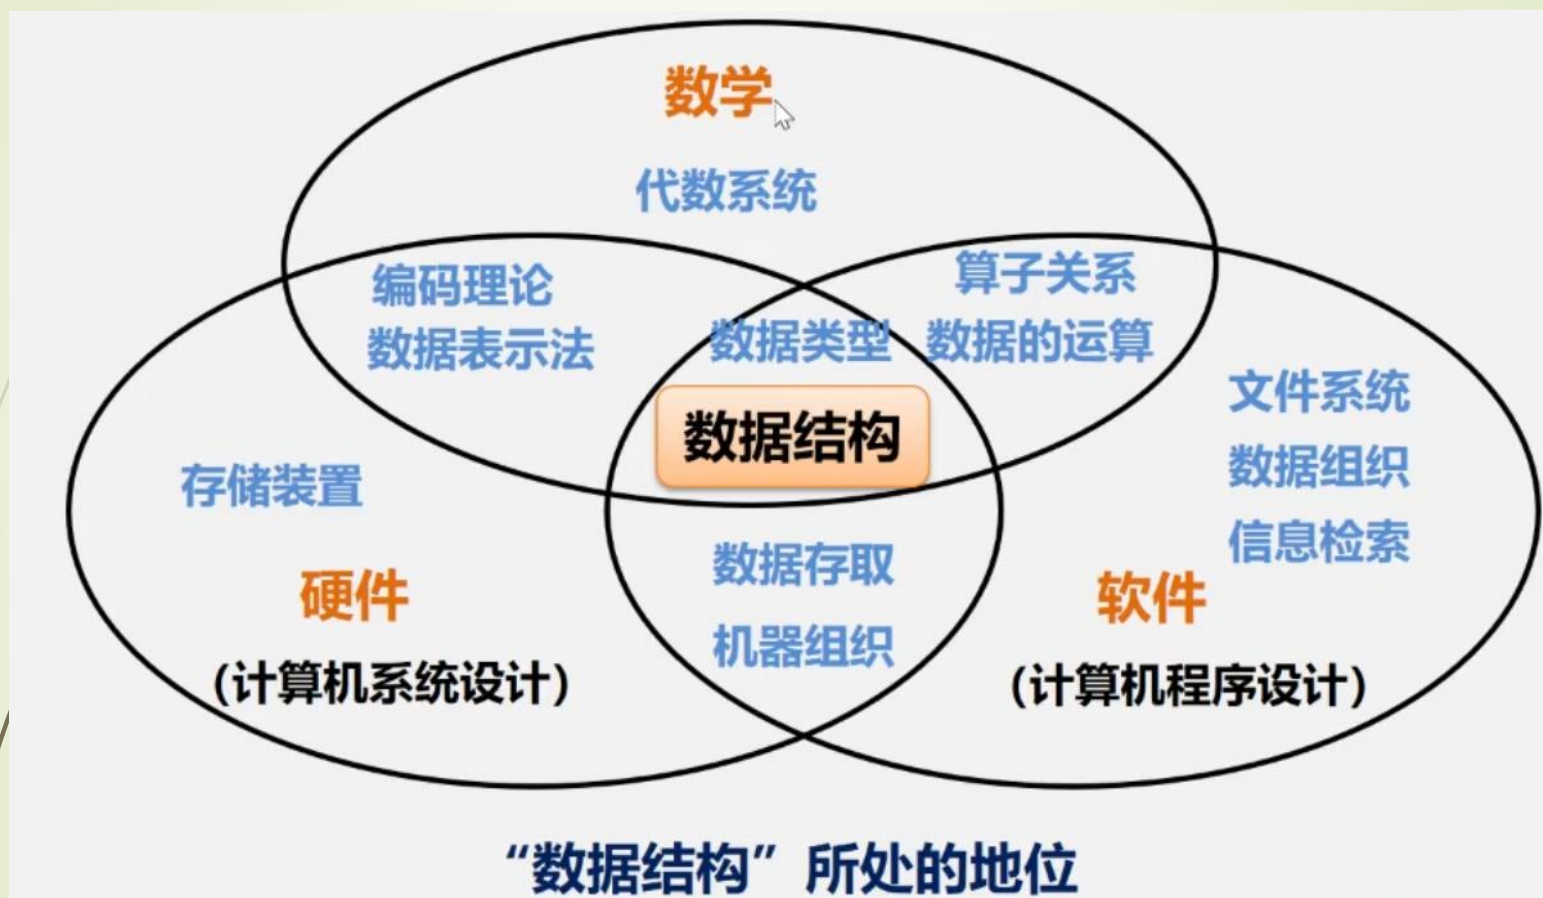 数学
代数系统
编码理论
算子关系
数据表示法
数据类型
数据的运算
数据结构
文件系统
数据组织
信息检索
存储装置
数据存取
机器组织
硬件
(计算机系统设计)
软件
(计算机程序设计)
“数据结构”所处的地位